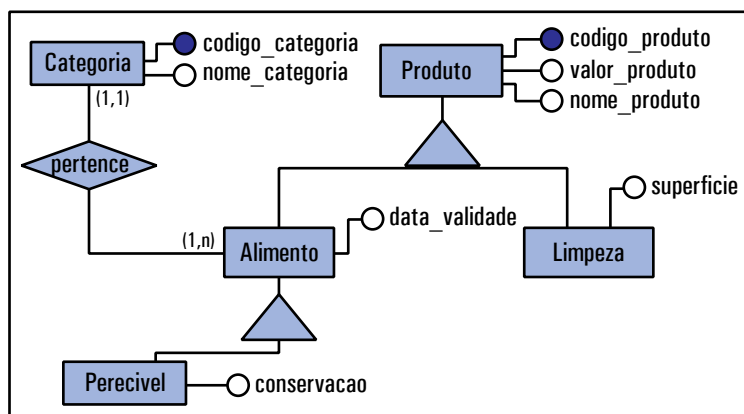 Categoria
codigo_categoria
nome_categoria
(1,1)
pertence
(1,n)
Produto
codigo_produto
valor_produto
nome_produto
Alimento
data_validade
Limpeza
superficie
Perecivel
conservacao